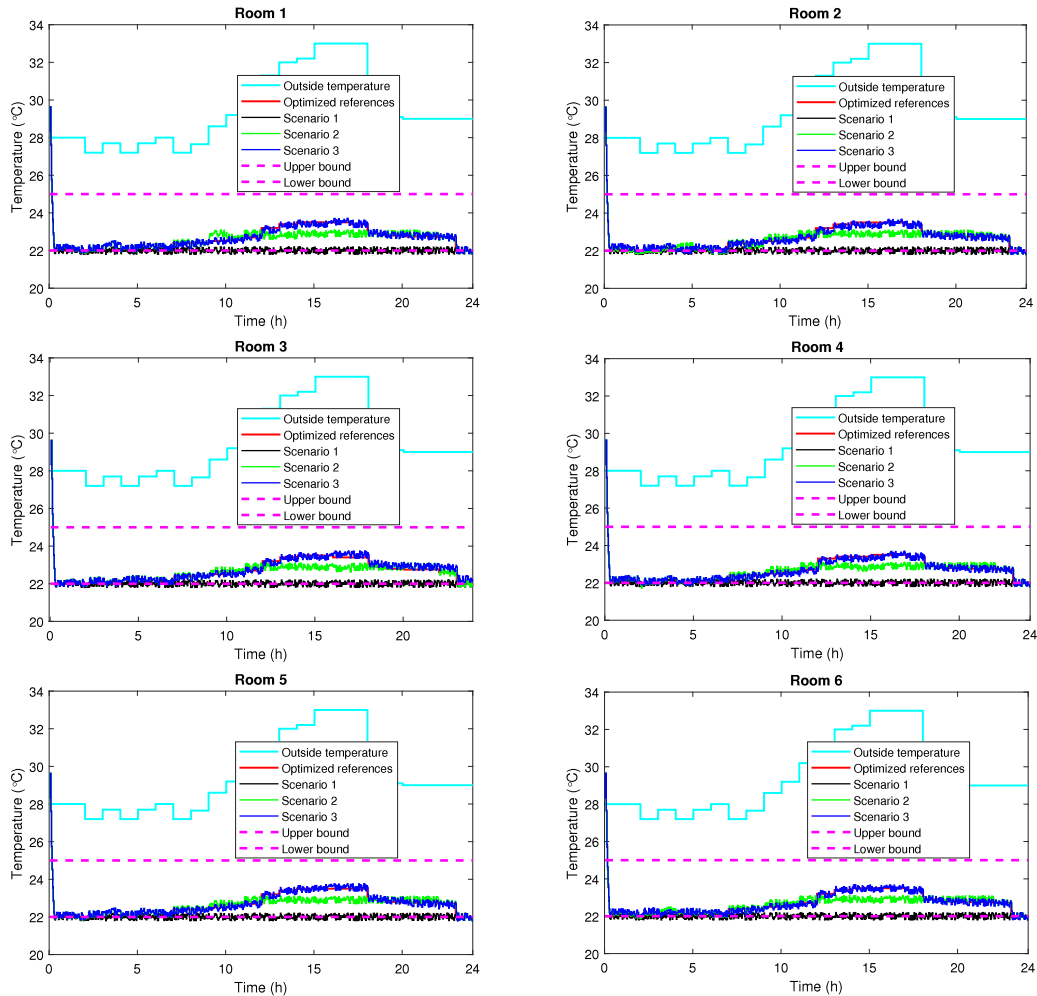 Room 1
Temperature (°C)
34
32
30
28
26
24
22
20
Outside temperature
Optimized references
Scenario 1
Scenario 2
Scenario 3
Upper bound
Lower bound
0 5 10 15 20 24
Time (h)
Room 2
Temperature (°C)
34
32
30
28
26
24
22
20
Outside temperature
Optimized references
Scenario 1
Scenario 2
Scenario 3
Upper bound
Lower bound
0 5 10 15 20 24
Time (h)
Room 3
Temperature (°C)
34
32
30
28
26
24
22
20
Outside temperature
Optimized references
Scenario 1
Scenario 2
Scenario 3
Upper bound
Lower bound
0 5 10 15 20 24
Time (h)
Room 4
Temperature (°C)
34
32
30
28
26
24
22
20
Outside temperature
Optimized references
Scenario 1
Scenario 2
Scenario 3
Upper bound
Lower bound
0 5 10 15 20 24
Time (h)
Room 5
Temperature (°C)
34
32
30
28
26
24
22
20
Outside temperature
Optimized references
Scenario 1
Scenario 2
Scenario 3
Upper bound
Lower bound
0 5 10 15 20 24
Time (h)
Room 6
Temperature (°C)
34
32
30
28
26
24
22
20
Outside temperature
Optimized references
Scenario 1
Scenario 2
Scenario 3
Upper bound
Lower bound
0 5 10 15 20 24
Time (h)